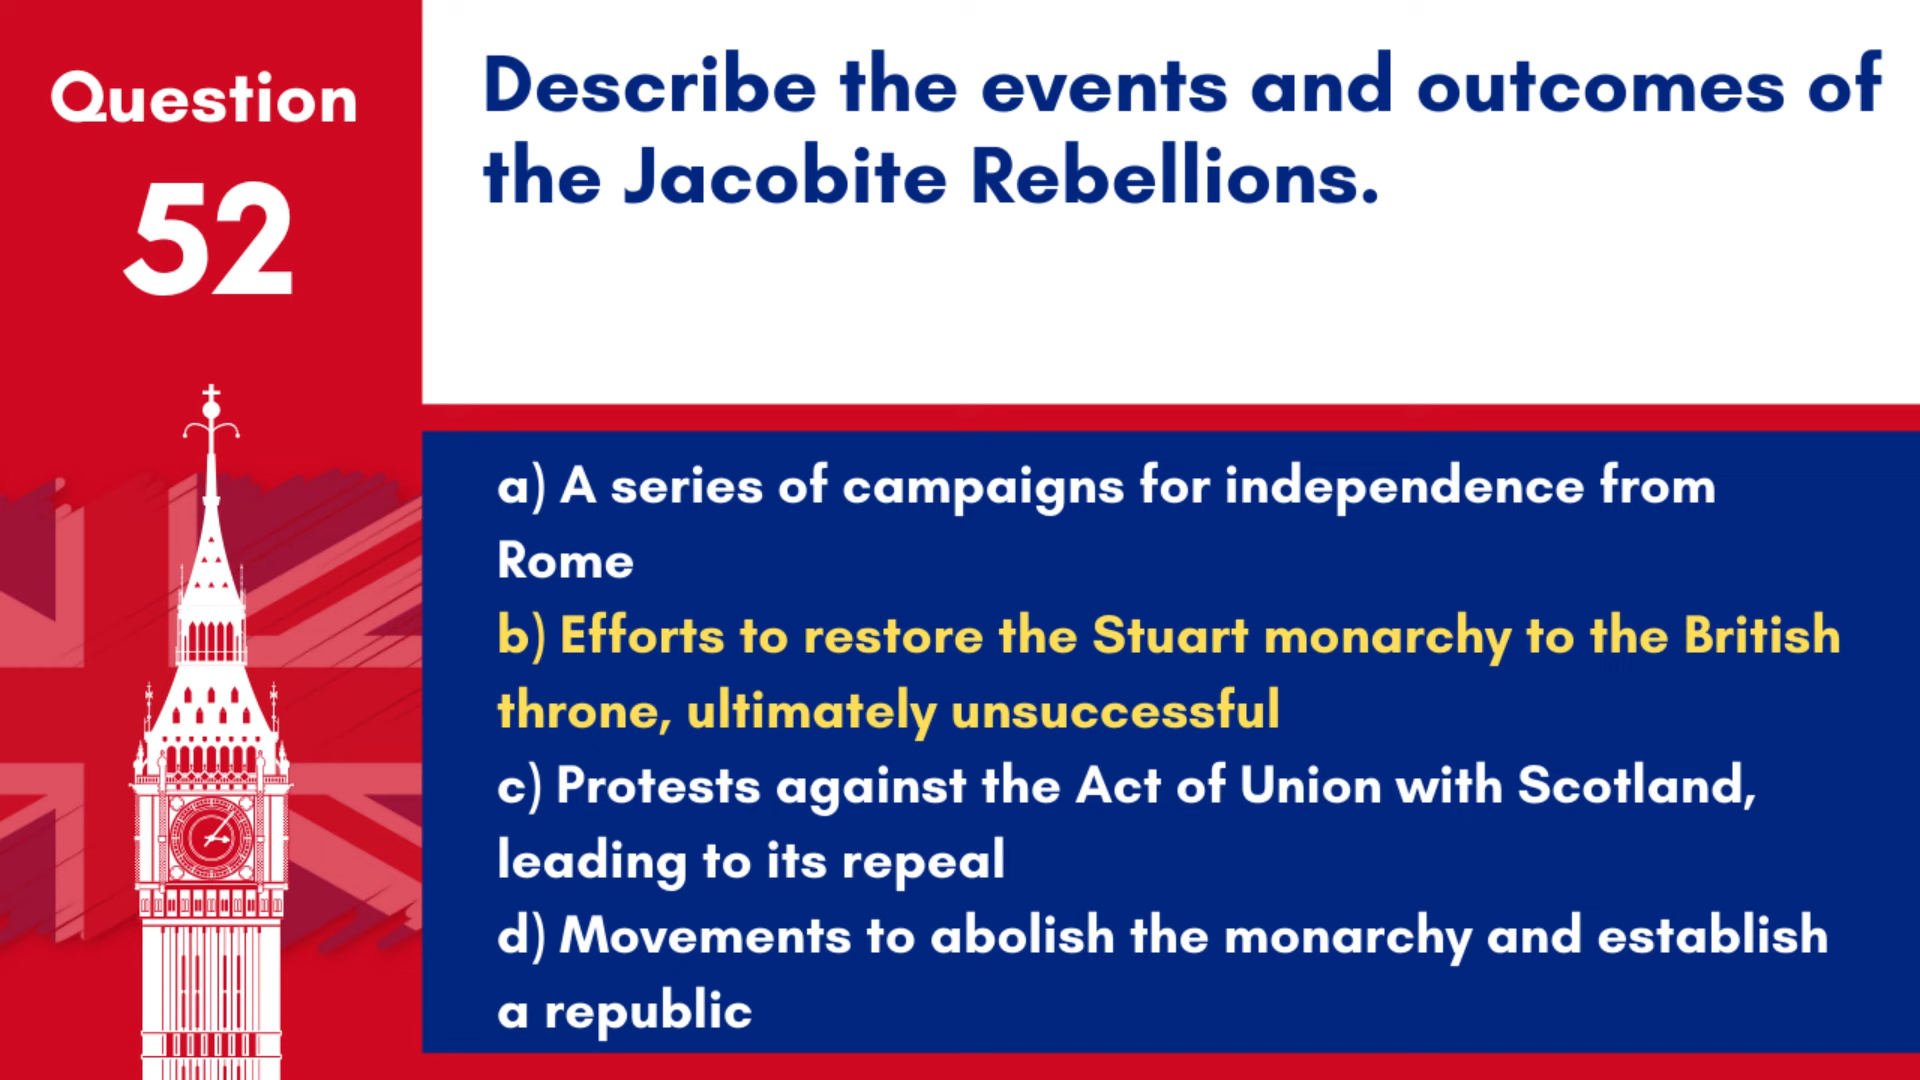 Question
52
Describe the events and outcomes of
the Jacobite Rebellions.
a) A series of campaigns for independence from
Rome
b) Efforts to restore the Stuart monarchy to the British
throne, ultimately unsuccessful
c) Protests against the Act of Union with Scotland,
leading to its repeal
d) Movements to abolish the monarchy and establish
a republic